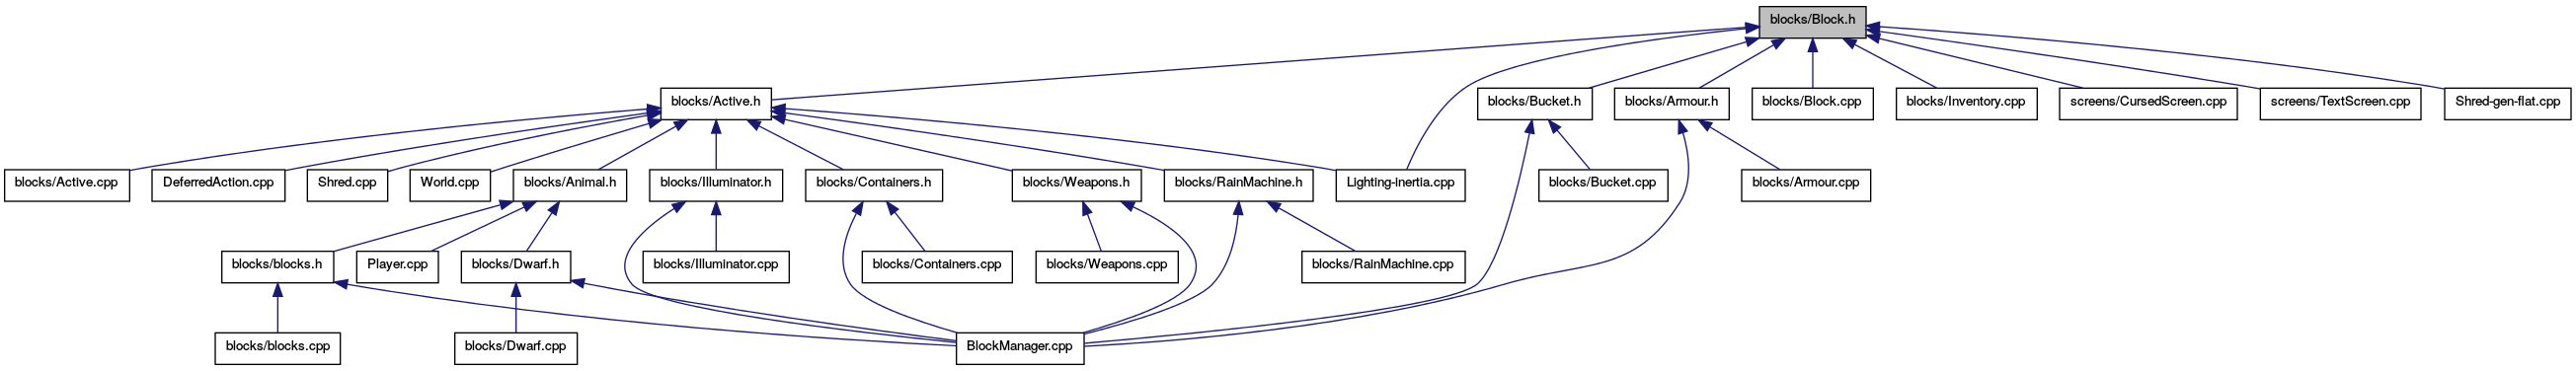 blocks/Block.h
blocks/Active.h
blocks/Bucket.h
blocks/Armour.h
blocks/Block.cpp
blocks/Inventory.cpp
screens/CursedScreen.cpp
screens/TextScreen.cpp
Shred-gen-flat.cpp
blocks/Active.cpp
DeferredAction.cpp
Shred.cpp
World.cpp
blocks/Animal.h
blocks/Illuminator.h
blocks/Containers.h
blocks/Weapons.h
blocks/RainMachine.h
Lighting-inertia.cpp
blocks/Bucket.cpp
blocks/Armour.cpp
blocks/blocks.h
Player.cpp
blocks/Dwarf.h
blocks/Illuminator.cpp
blocks/Containers.cpp
blocks/Weapons.cpp
blocks/RainMachine.cpp
blocks/blocks.cpp
blocks/Dwarf.cpp
BlockManager.cpp